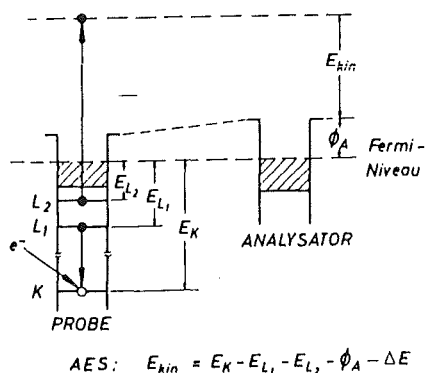 E_kin
ϕ_A
Fermi-
Niveau
L₂
E_L₂
L₁
E_L₁
E_K
e⁻
K
ANALYSATOR
PROBE
AES: E_kin = E_K - E_L₁ - E_L₂ - ϕ_A - ΔE